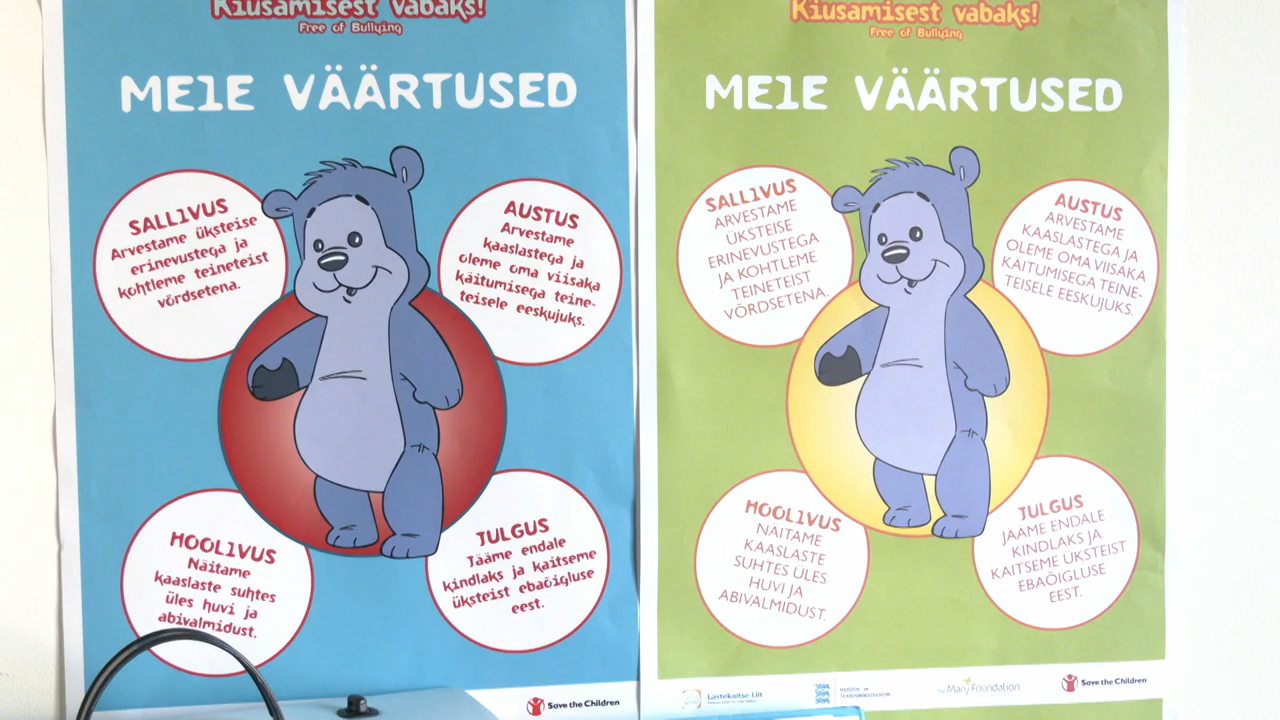 Kiusamisest vabaks!
Free of Bullying
MEIE VÄÄRTUSED
SALLIVUS
Arvestame üksteise
erinevustega ja
kohtleme teineteist
võrdsetena.
AUSTUS
Arvestame
kaaslastega ja
oleme oma viisaka
käitumisega teine-
teisele eeskujuks.
HOOLIVUS
Näitame
kaaslaste suhtes
üles huvi ja
abivalmidust.
JULGUS
Jääme endale
kindlaks ja kaitseme
üksteist ebaõigluse
eest.
Save the Children
Kiusamisest vabaks!
Free of Bullying
MEIE VÄÄRTUSED
SALLIVUS
ARVESTAME
ÜKSTEISE
ERINEVUSTEGA
JA KOHTLEME
TEINETEIST
VÕRDSETENA.
AUSTUS
ARVESTAME
KAASLASTEGA JA
OLEME OMA VIISAKA
KÄITUMISEGA TEINE-
TEISELE EESKUJUKS.
HOOLIVUS
NÄITAME
KAASLASTE
SUHTES ÜLES
HUVI JA
ABIVALMIDUST.
JULGUS
JÄÄME ENDALE
KINDLAKS JA
KAITSEME ÜKSTEIST
EBAÕIGLUSE
EEST.
Lastekaitse Liit
HARIDUS- JA
TEADUSMINISTEERIUM
The Mary Foundation
Save the Children